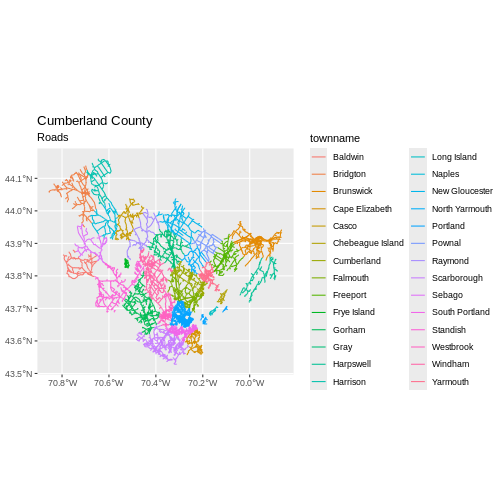 Cumberland County
Roads
44.1°N
44.0°N
43.9°N
43.8°N
43.7°N
43.6°N
43.5°N
70.8°W 70.6°W 70.4°W 70.2°W 70.0°W
townname
Baldwin
Bridgton
Brunswick
Cape Elizabeth
Casco
Chebeague Island
Cumberland
Falmouth
Freeport
Frye Island
Gorham
Gray
Harpswell
Harrison
Long Island
Naples
New Gloucester
North Yarmouth
Portland
Pownal
Raymond
Scarborough
Sebago
South Portland
Standish
Westbrook
Windham
Yarmouth